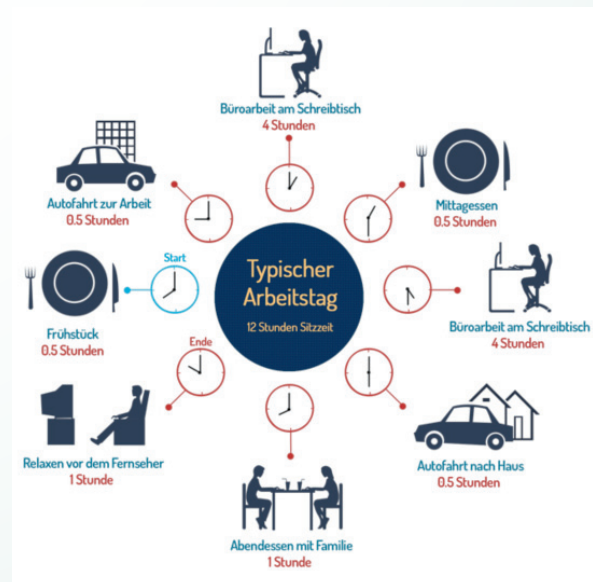 Büroarbeit am Schreibtisch
4 Stunden
Autofahrt zur Arbeit
0.5 Stunden
Mittagessen
0.5 Stunden
Start
Typischer
Arbeitstag
12 Stunden Sitzzeit
Frühstück
0.5 Stunden
Büroarbeit am Schreibtisch
4 Stunden
Ende
Relaxen vor dem Fernseher
1 Stunde
Autofahrt nach Haus
0.5 Stunden
Abendessen mit Familie
1 Stunde